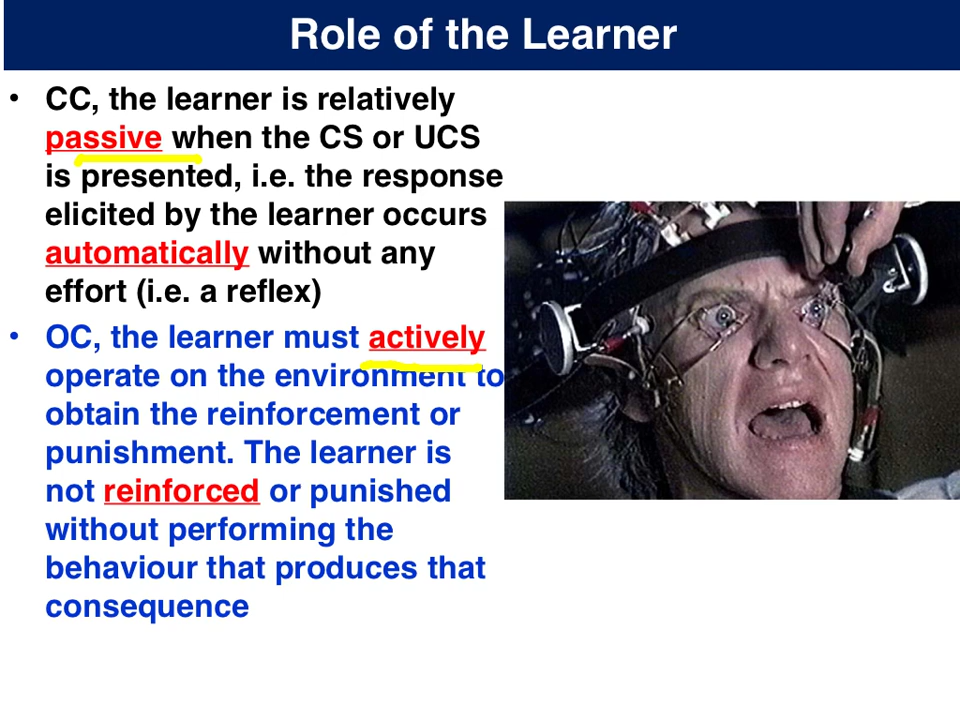 Role of the Learner
• CC, the learner is relatively
passive when the CS or UCS
is presented, i.e. the response
elicited by the learner occurs
automatically without any
effort (i.e. a reflex)
• OC, the learner must actively
operate on the environment to
obtain the reinforcement or
punishment. The learner is
not reinforced or punished
without performing the
behaviour that produces that
consequence